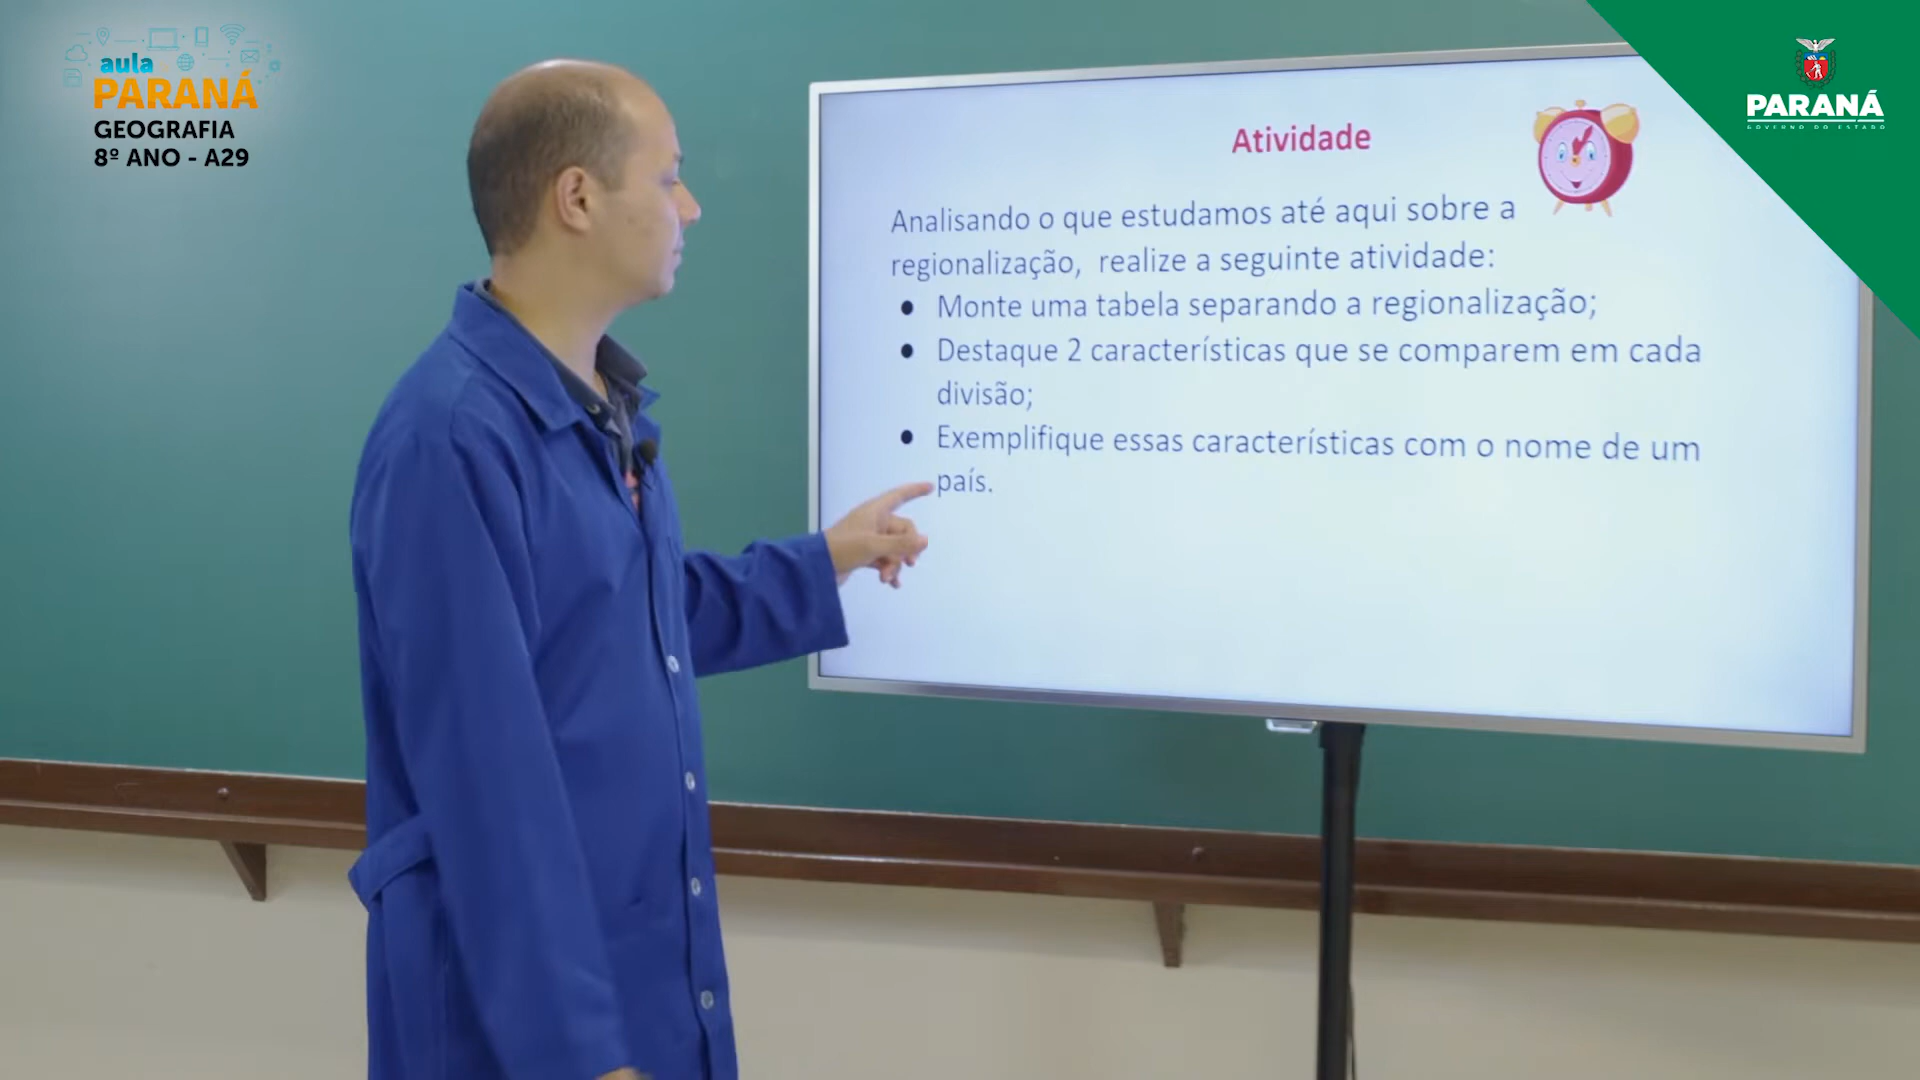 aula
PARANÁ
GEOGRAFIA
8º ANO - A29
PARANÁ
GOVERNO DO ESTADO
Atividade
Analisando o que estudamos até aqui sobre a
regionalização, realize a seguinte atividade:
● Monte uma tabela separando a regionalização;
● Destaque 2 características que se comparem em cada
divisão;
● Exemplifique essas características com o nome de um
país.